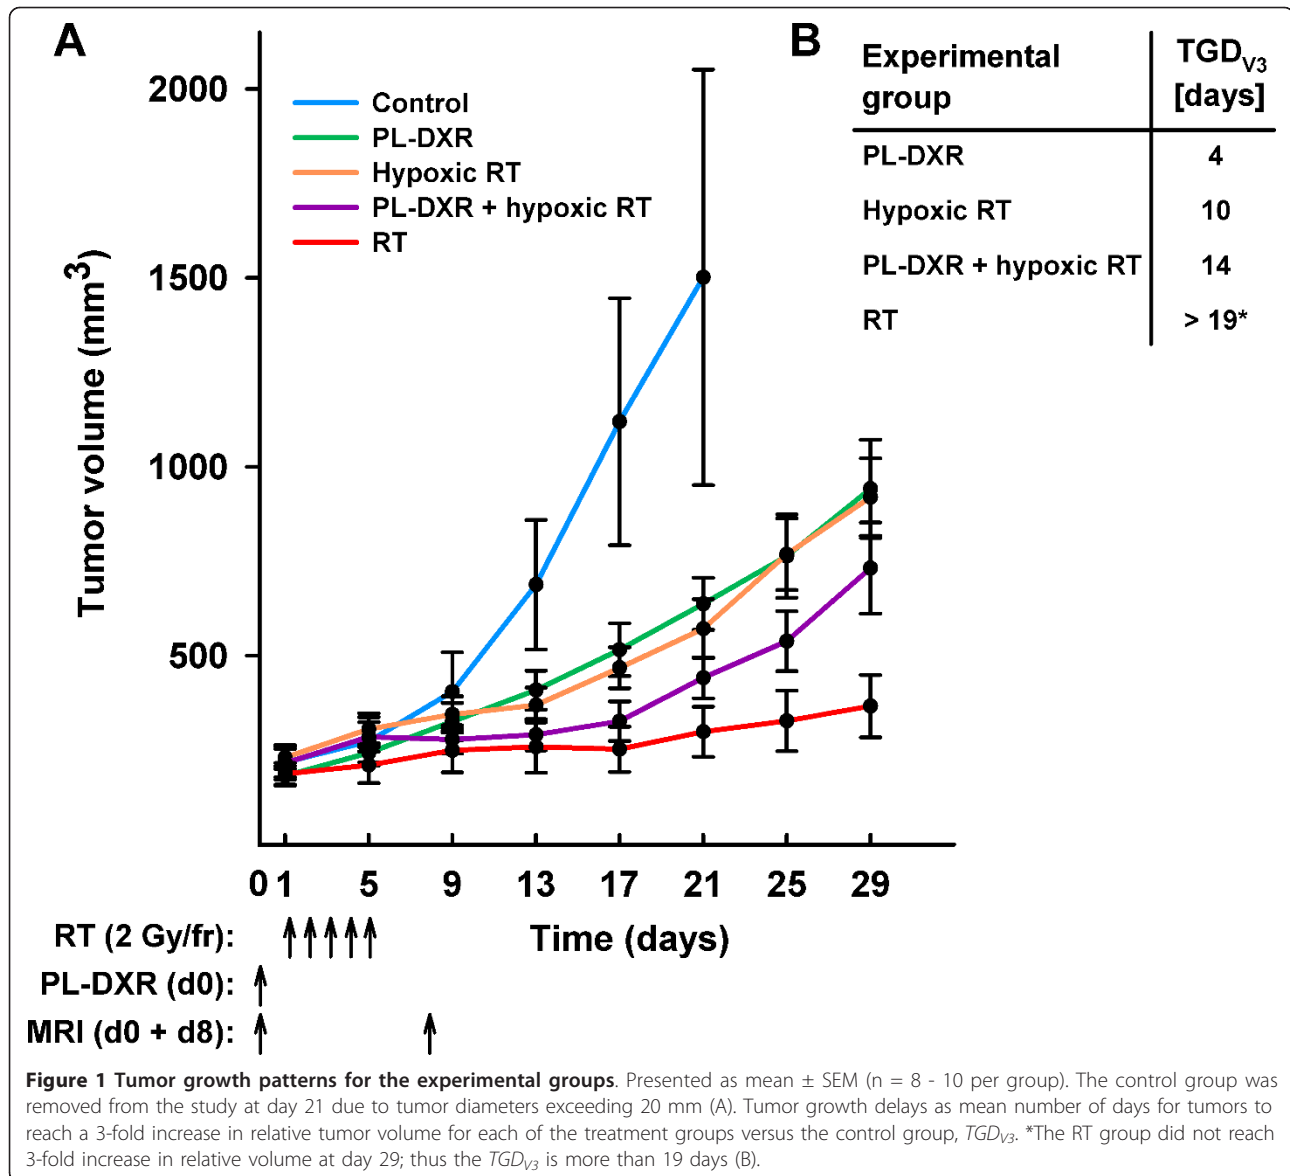 A
2000
1500
1000
500
Tumor volume (mm³)
Control
PL-DXR
Hypoxic RT
PL-DXR + hypoxic RT
RT
0 1 5 9 13 17 21 25 29
Time (days)
RT (2 Gy/fr):
PL-DXR (d0):
MRI (d0 + d8):
B
Experimental group TGD_V3 [days]
PL-DXR 4
Hypoxic RT 10
PL-DXR + hypoxic RT 14
RT > 19*
Figure 1 Tumor growth patterns for the experimental groups. Presented as mean ± SEM (n = 8 - 10 per group). The control group was
removed from the study at day 21 due to tumor diameters exceeding 20 mm (A). Tumor growth delays as mean number of days for tumors to
reach a 3-fold increase in relative tumor volume for each of the treatment groups versus the control group, TGD_V3. *The RT group did not reach
3-fold increase in relative volume at day 29; thus the TGD_V3 is more than 19 days (B).